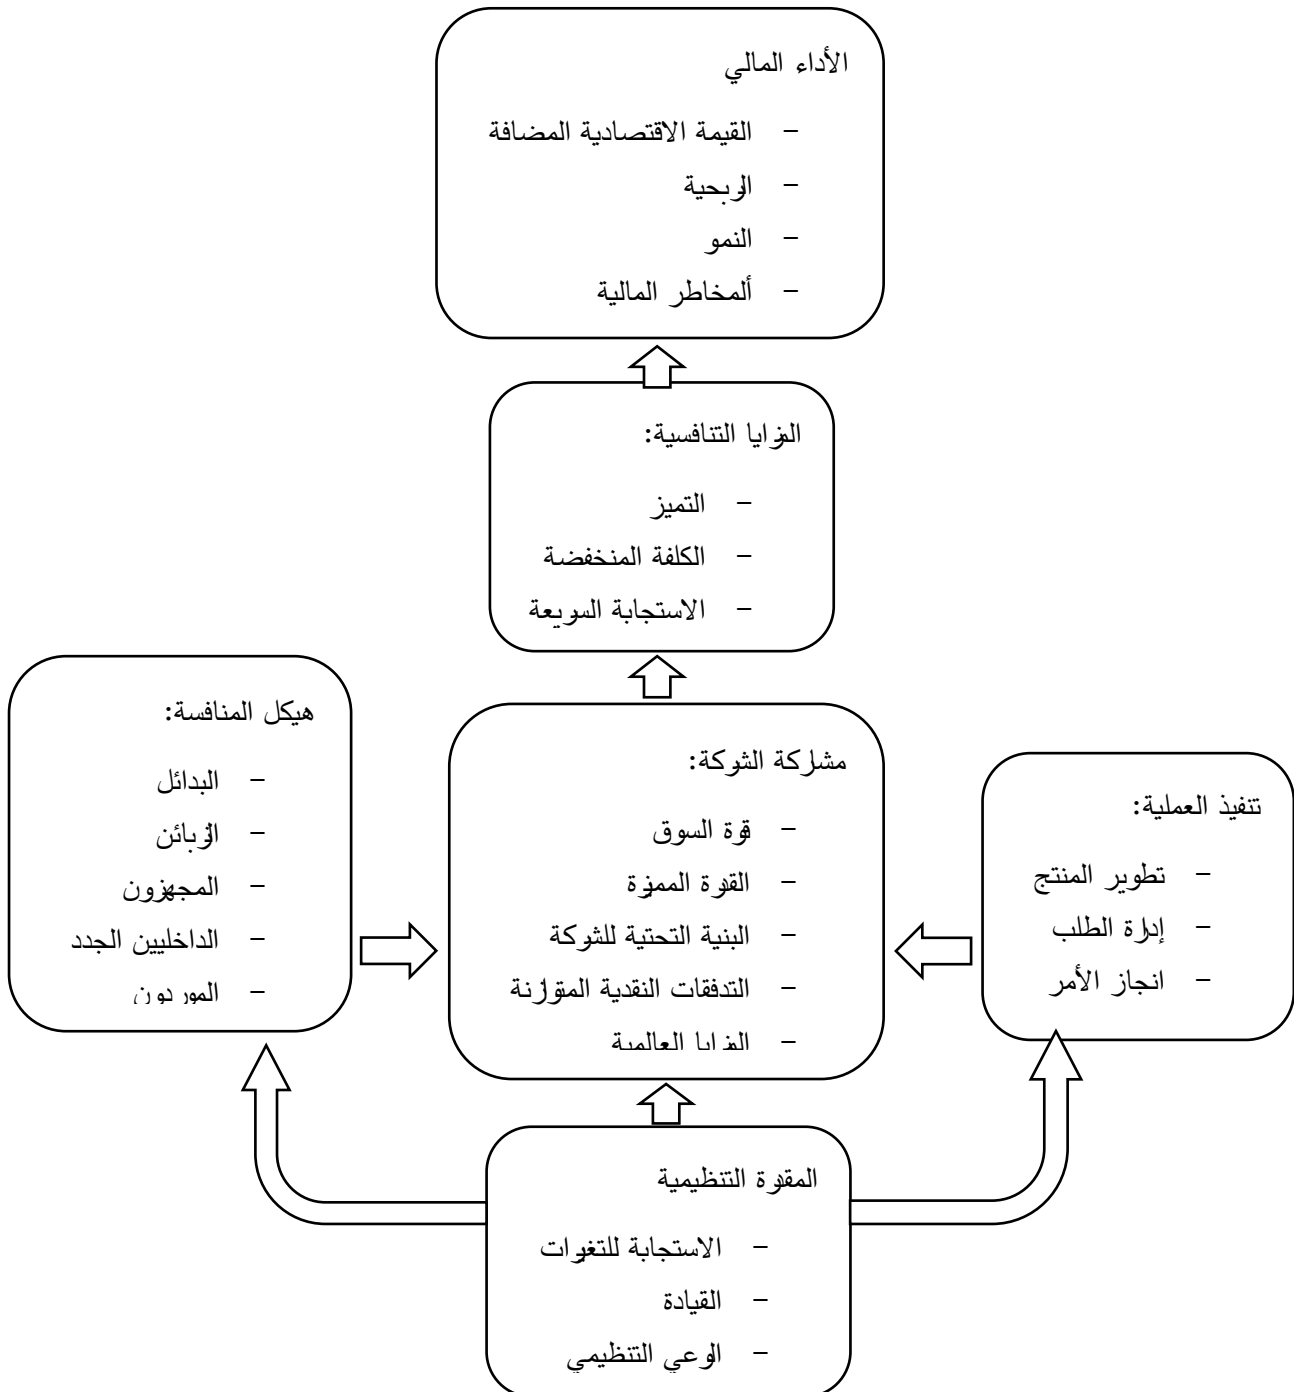 الأداء المالي
- القيمة الاقتصادية المضافة
- الربحية
- النمو
- ألمخاطر المالية
المزايا التنافسية:
- التميز
- الكلفة المنخفضة
- الاستجابة السريعة
هيكل المنافسة:
- البدائل
- الزبائن
- المجهزون
- الداخليين الجدد
- الموردون
مشاركة الشركة:
- قوة السوق
- القدرة المميزة
- البنية التحتية للشركة
- التدفقات النقدية المتوازنة
- المزايا العالمية
تنفيذ العملية:
- تطوير المنتج
- إدارة الطلب
- انجاز الأمر
المقدرة التنظيمية
- الاستجابة للتغيرات
- القيادة
- الوعي التنظيمي